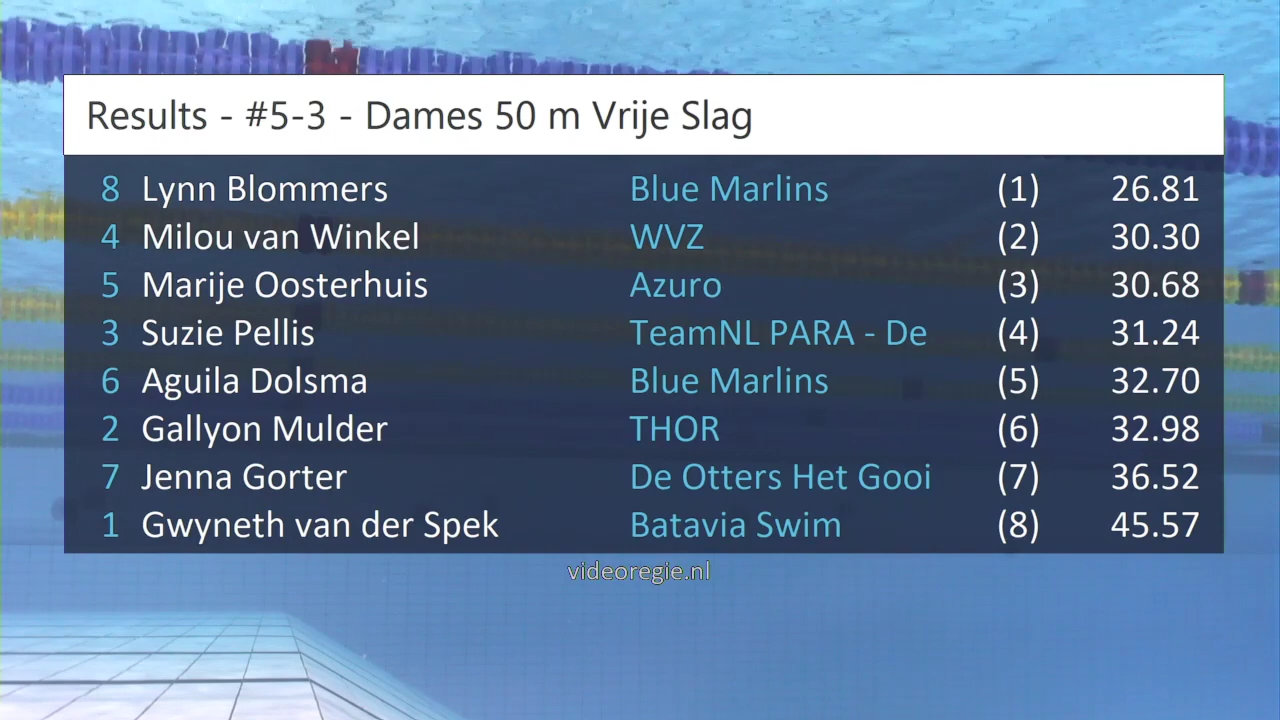 Results - #5-3 - Dames 50 m Vrije Slag
8 Lynn Blommers Blue Marlins (1) 26.81
4 Milou van Winkel WVZ (2) 30.30
5 Marije Oosterhuis Azuro (3) 30.68
3 Suzie Pellis TeamNL PARA - De (4) 31.24
6 Aguila Dolsma Blue Marlins (5) 32.70
2 Gallyon Mulder THOR (6) 32.98
7 Jenna Gorter De Otters Het Gooi (7) 36.52
1 Gwyneth van der Spek Batavia Swim (8) 45.57
videoregie.nl